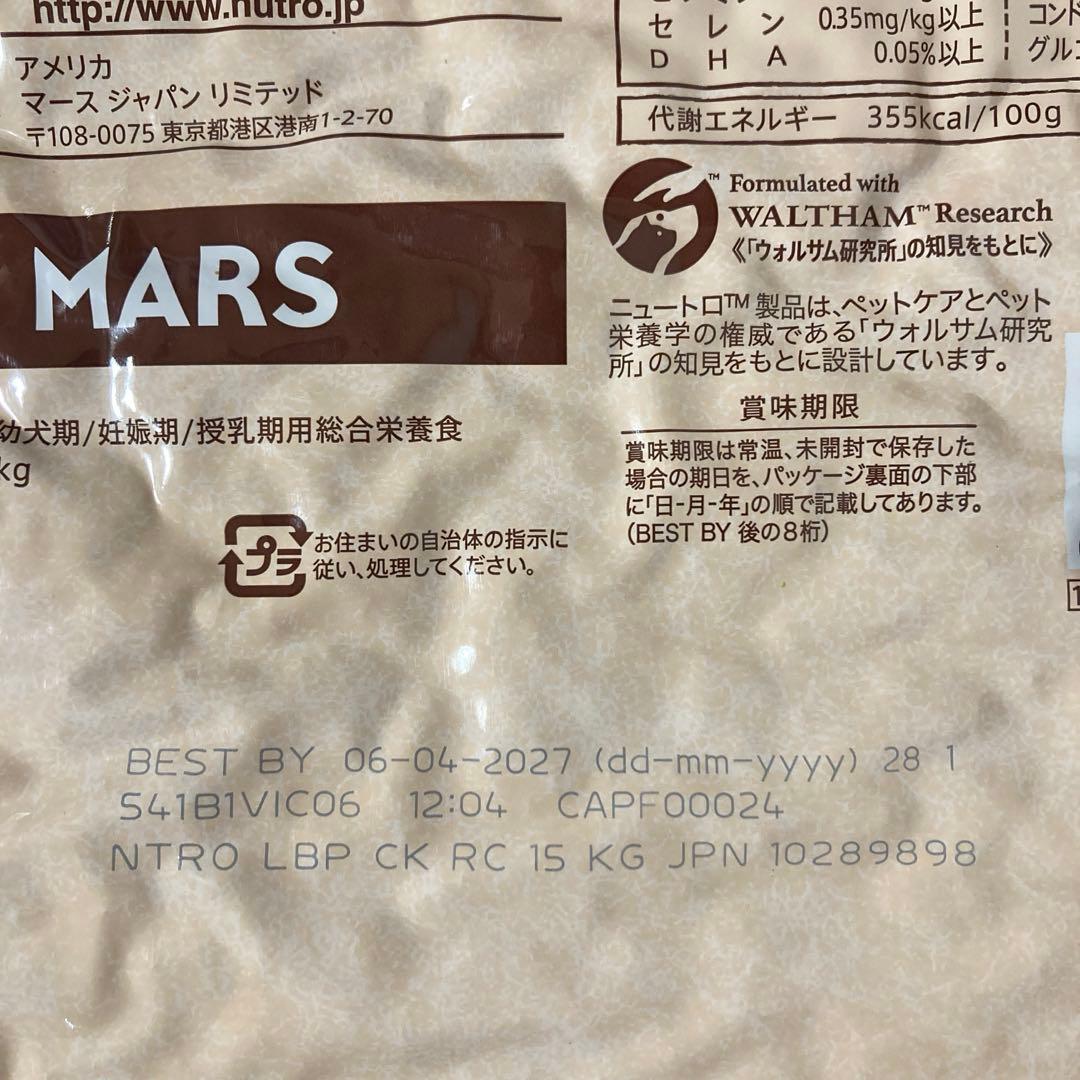 http://www.nutro.jp
アメリカ
マース ジャパン リミテッド
〒108-0075 東京都港区港南1-2-70
MARS
幼犬期/妊娠期/授乳期用総合栄養食
kg
プラ
お住まいの自治体の指示に
従い、処理してください。
セレン 0.35mg/kg以上
DHA 0.05%以上
コンド
グルコ
代謝エネルギー 355kcal/100g
™ Formulated with
WALTHAM™ Research
《「ウォルサム研究所」の知見をもとに》
ニュートロ™ 製品は、ペットケアとペット
栄養学の権威である「ウォルサム研究
所」の知見をもとに設計しています。
賞味期限
賞味期限は常温、未開封で保存した
場合の期日を、パッケージ裏面の下部
に「日-月-年」の順で記載してあります。
(BEST BY 後の8桁)
BEST BY 06-04-2027 (dd-mm-yyyy) 28 1
S41B1VIC06 12:04 CAPF00024
NTRO LBP CK RC 15 KG JPN 10289898